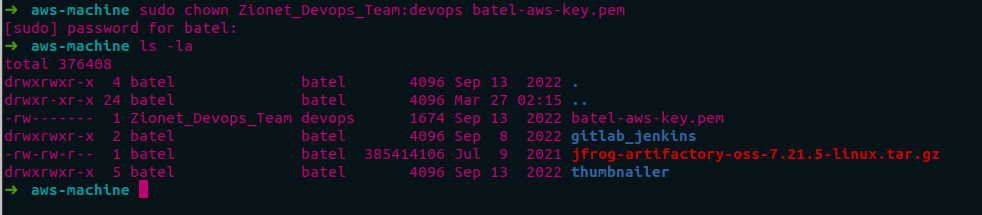 ➜ aws-machine sudo chown Zionet_Devops_Team:devops batel-aws-key.pem
[sudo] password for batel:
➜ aws-machine ls -la
total 376408
drwxrwxr-x  4 batel              batel       4096 Sep 13  2022 .
drwxr-xr-x 24 batel              batel       4096 Mar 27 02:15 ..
-rw-------  1 Zionet_Devops_Team devops      1674 Sep 13  2022 batel-aws-key.pem
drwxrwxr-x  2 batel              batel       4096 Sep  8  2022 gitlab_jenkins
-rw-rw-r--  1 batel              batel  385414106 Jul  9  2021 jfrog-artifactory-oss-7.21.5-linux.tar.gz
drwxrwxr-x  5 batel              batel       4096 Sep 13  2022 thumbnailer
➜ aws-machine